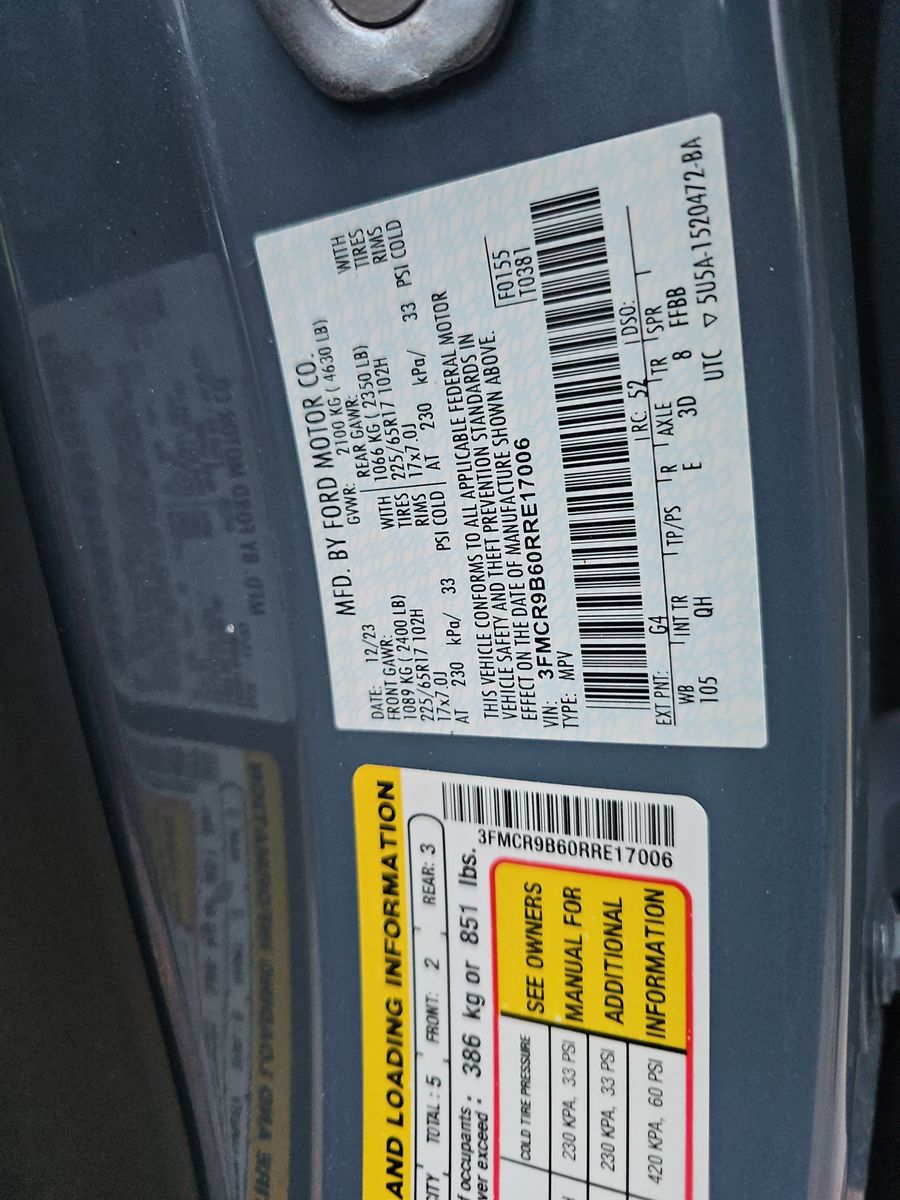 MFD. BY FORD MOTOR CO.
DATE: 12/23 GVWR: 2100 KG ( 4630 LB)
FRONT GAWR: REAR GAWR:
1089 KG ( 2400 LB) WITH 1066 KG ( 2350 LB) WITH
225/65R17 102H TIRES 225/65R17 102H TIRES
17x7.0J RIMS 17x7.0J RIMS
AT 230 kPa/ 33 PSI COLD AT 230 kPa/ 33 PSI COLD
THIS VEHICLE CONFORMS TO ALL APPLICABLE FEDERAL MOTOR
VEHICLE SAFETY AND THEFT PREVENTION STANDARDS IN
EFFECT ON THE DATE OF MANUFACTURE SHOWN ABOVE.
VIN: 3FMCR9B60RRE17006
TYPE: MPV
F0155
T0381
EXT PNT: G4 RC: 52 DSO:
WB INT TR TP/PS R AXLE TR SPR
105 QH E 3D 8 FFBB
UTC ▽ 5U5A-1520472-BA
AND LOADING INFORMATION
CITY TOTAL : 5 FRONT: 2 REAR: 3
f occupants :
ver exceed : 386 kg or 851 lbs.
3FMCR9B60RRE17006
COLD TIRE PRESSURE
230 KPA, 33 PSI
230 KPA, 33 PSI
420 KPA, 60 PSI
SEE OWNERS
MANUAL FOR
ADDITIONAL
INFORMATION